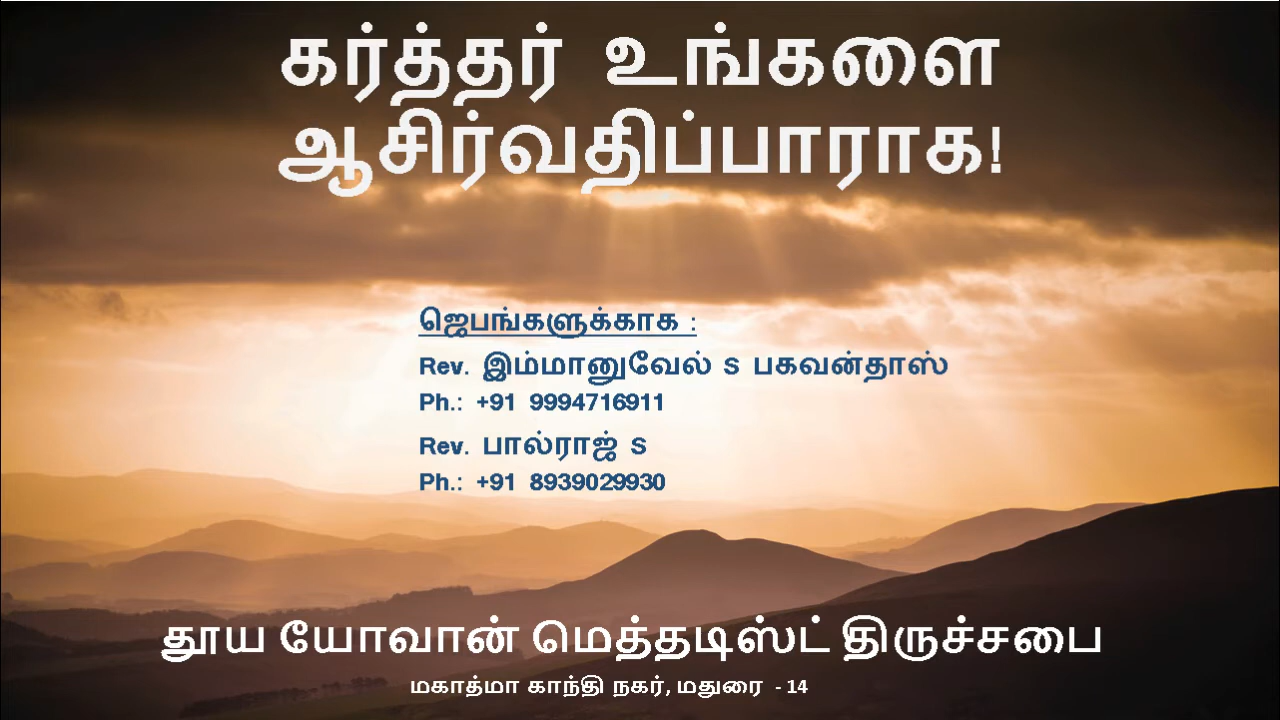 கர்த்தர் உங்களை
ஆசிர்வதிப்பாராக!
ஜெபங்களுக்காக :
Rev. இம்மானுவேல் S பகவன்தாஸ்
Ph.: +91 9994716911
Rev. பால்ராஜ் S
Ph.: +91 8939029930
தூய யோவான் மெத்தடிஸ்ட் திருச்சபை
மகாத்மா காந்தி நகர், மதுரை - 14